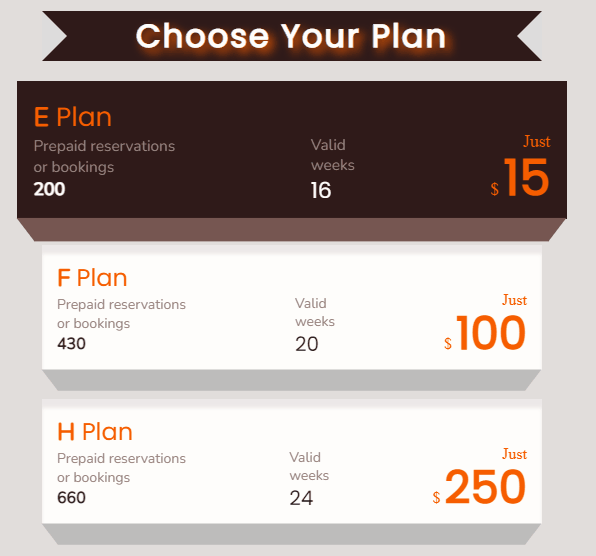 Choose Your Plan
E Plan
Prepaid reservations
or bookings
200
Valid
weeks
16
Just
$ 15
F Plan
Prepaid reservations
or bookings
430
Valid
weeks
20
Just
$ 100
H Plan
Prepaid reservations
or bookings
660
Valid
weeks
24
Just
$ 250